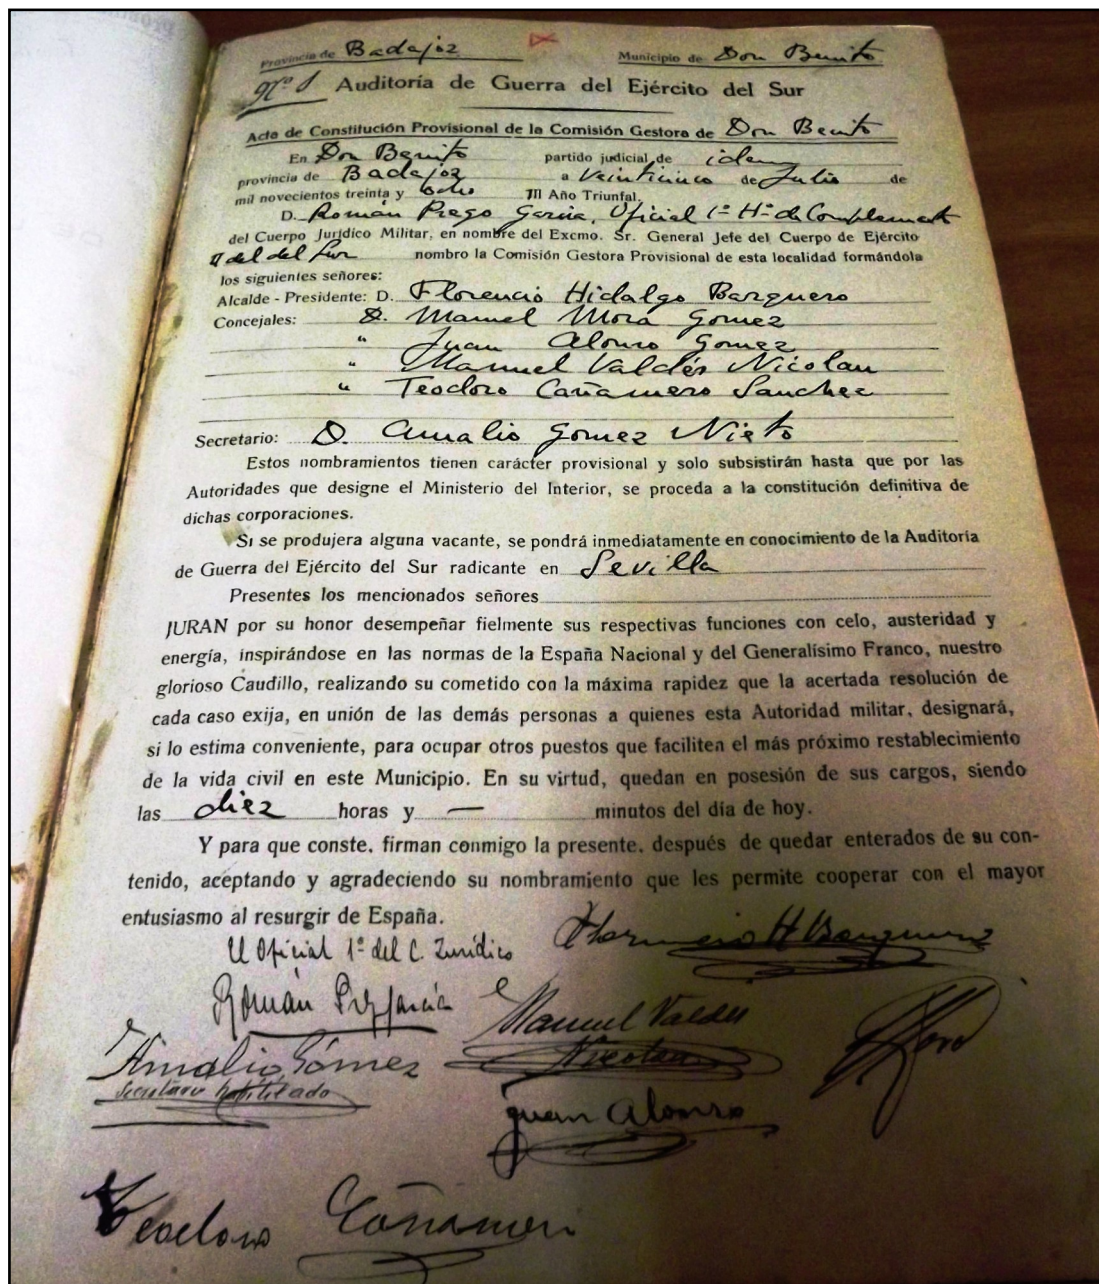 Provincia de Badajoz Municipio de Don Benito
Nº 1 Auditoría de Guerra del Ejército del Sur
Acta de Constitución Provisional de la Comisión Gestora de Don Benito
En Don Benito partido judicial de idem
provincia de Badajoz a veinticinco de Julio de
mil novecientos treinta y ocho III Año Triunfal.
D. Román Prego García, Oficial 1º Hº de Complemento
del Cuerpo Jurídico Militar, en nombre del Excmo. Sr. General Jefe del Cuerpo de Ejército
del del Sur nombro la Comisión Gestora Provisional de esta localidad formándola
los siguientes señores:
Alcalde - Presidente: D. Florencio Hidalgo Barquero
Concejales: D. Manuel Mora Gomez
" Juan Alonso Gomez
" Manuel Valdés Nicolau
" Teodoro Cañamero Sanchez
Secretario: D. Amalio Gomez Nieto
Estos nombramientos tienen carácter provisional y solo subsistirán hasta que por las
Autoridades que designe el Ministerio del Interior, se proceda a la constitución definitiva de
dichas corporaciones.
Si se produjera alguna vacante, se pondrá inmediatamente en conocimiento de la Auditoría
de Guerra del Ejército del Sur radicante en Sevilla
Presentes los mencionados señores
JURAN por su honor desempeñar fielmente sus respectivas funciones con celo, austeridad y
energía, inspirándose en las normas de la España Nacional y del Generalísimo Franco, nuestro
glorioso Caudillo, realizando su cometido con la máxima rapidez que la acertada resolución de
cada caso exija, en unión de las demás personas a quienes esta Autoridad militar, designará,
si lo estima conveniente, para ocupar otros puestos que faciliten el más próximo restablecimiento
de la vida civil en este Municipio. En su virtud, quedan en posesión de sus cargos, siendo
las diez horas y — minutos del día de hoy.
Y para que conste, firman conmigo la presente, después de quedar enterados de su con-
tenido, aceptando y agradeciendo su nombramiento que les permite cooperar con el mayor
entusiasmo al resurgir de España.
El Oficial 1º del C. Jurídico
Florencio H Barquero
Román
Manuel Valdés
Nicolau
Mora
Amalio Gómez
Secretario habilitado
Juan Alonso
Teodoro Cañamero